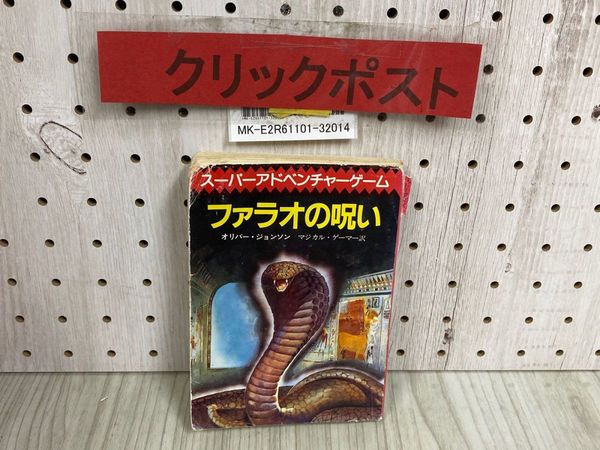 クリックポスト
MK-E2R61101-32014
スーパーアドベンチャーゲーム
ファラオの呪い
オリバー・ジョンソン マジカル・ゲーマー訳